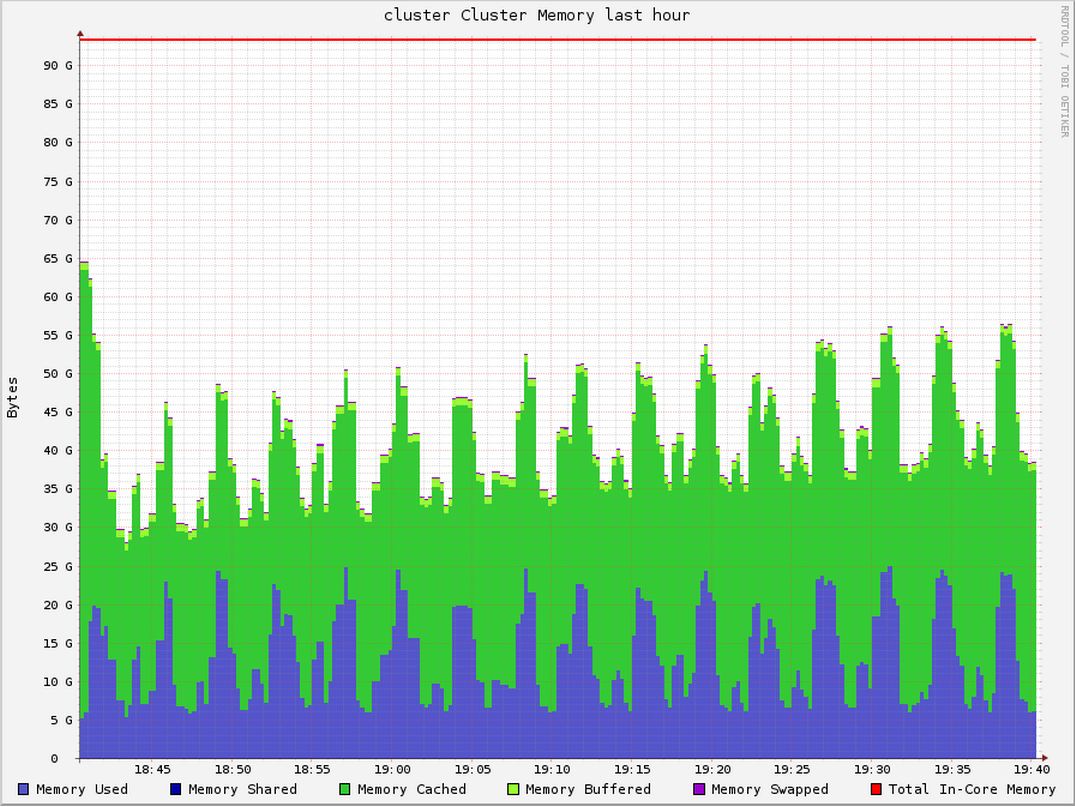 cluster Cluster Memory last hour
RRDTOOL / TOBI OETIKER
Bytes
90 G
85 G
80 G
75 G
70 G
65 G
60 G
55 G
50 G
45 G
40 G
35 G
30 G
25 G
20 G
15 G
10 G
5 G
0
18:45 18:50 18:55 19:00 19:05 19:10 19:15 19:20 19:25 19:30 19:35 19:40
Memory Used Memory Shared Memory Cached Memory Buffered Memory Swapped Total In-Core Memory